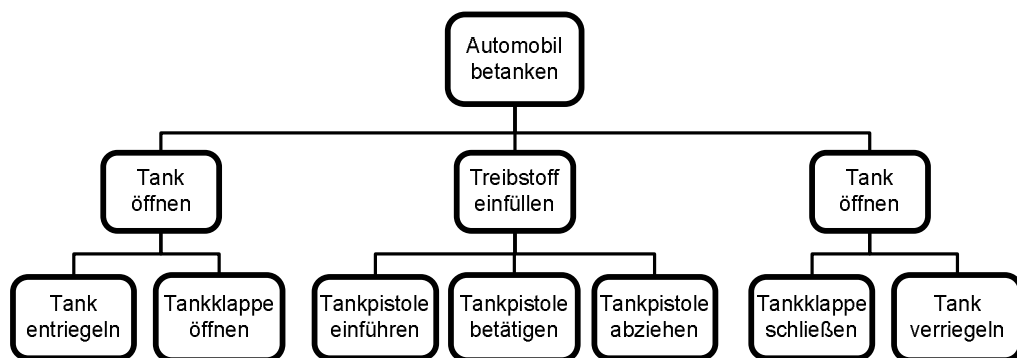 Automobil
betanken
Tank
öffnen
Treibstoff
einfüllen
Tank
öffnen
Tank
entriegeln
Tankklappe
öffnen
Tankpistole
einführen
Tankpistole
betätigen
Tankpistole
abziehen
Tankklappe
schließen
Tank
verriegeln